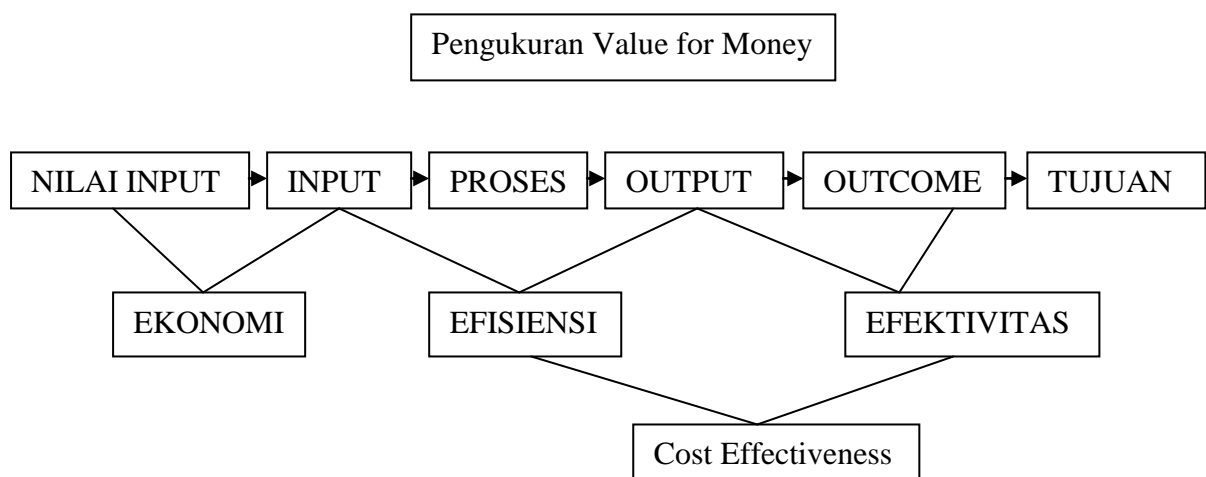 Pengukuran Value for Money
NILAI INPUT
INPUT
PROSES
OUTPUT
OUTCOME
TUJUAN
EKONOMI
EFISIENSI
EFEKTIVITAS
Cost Effectiveness